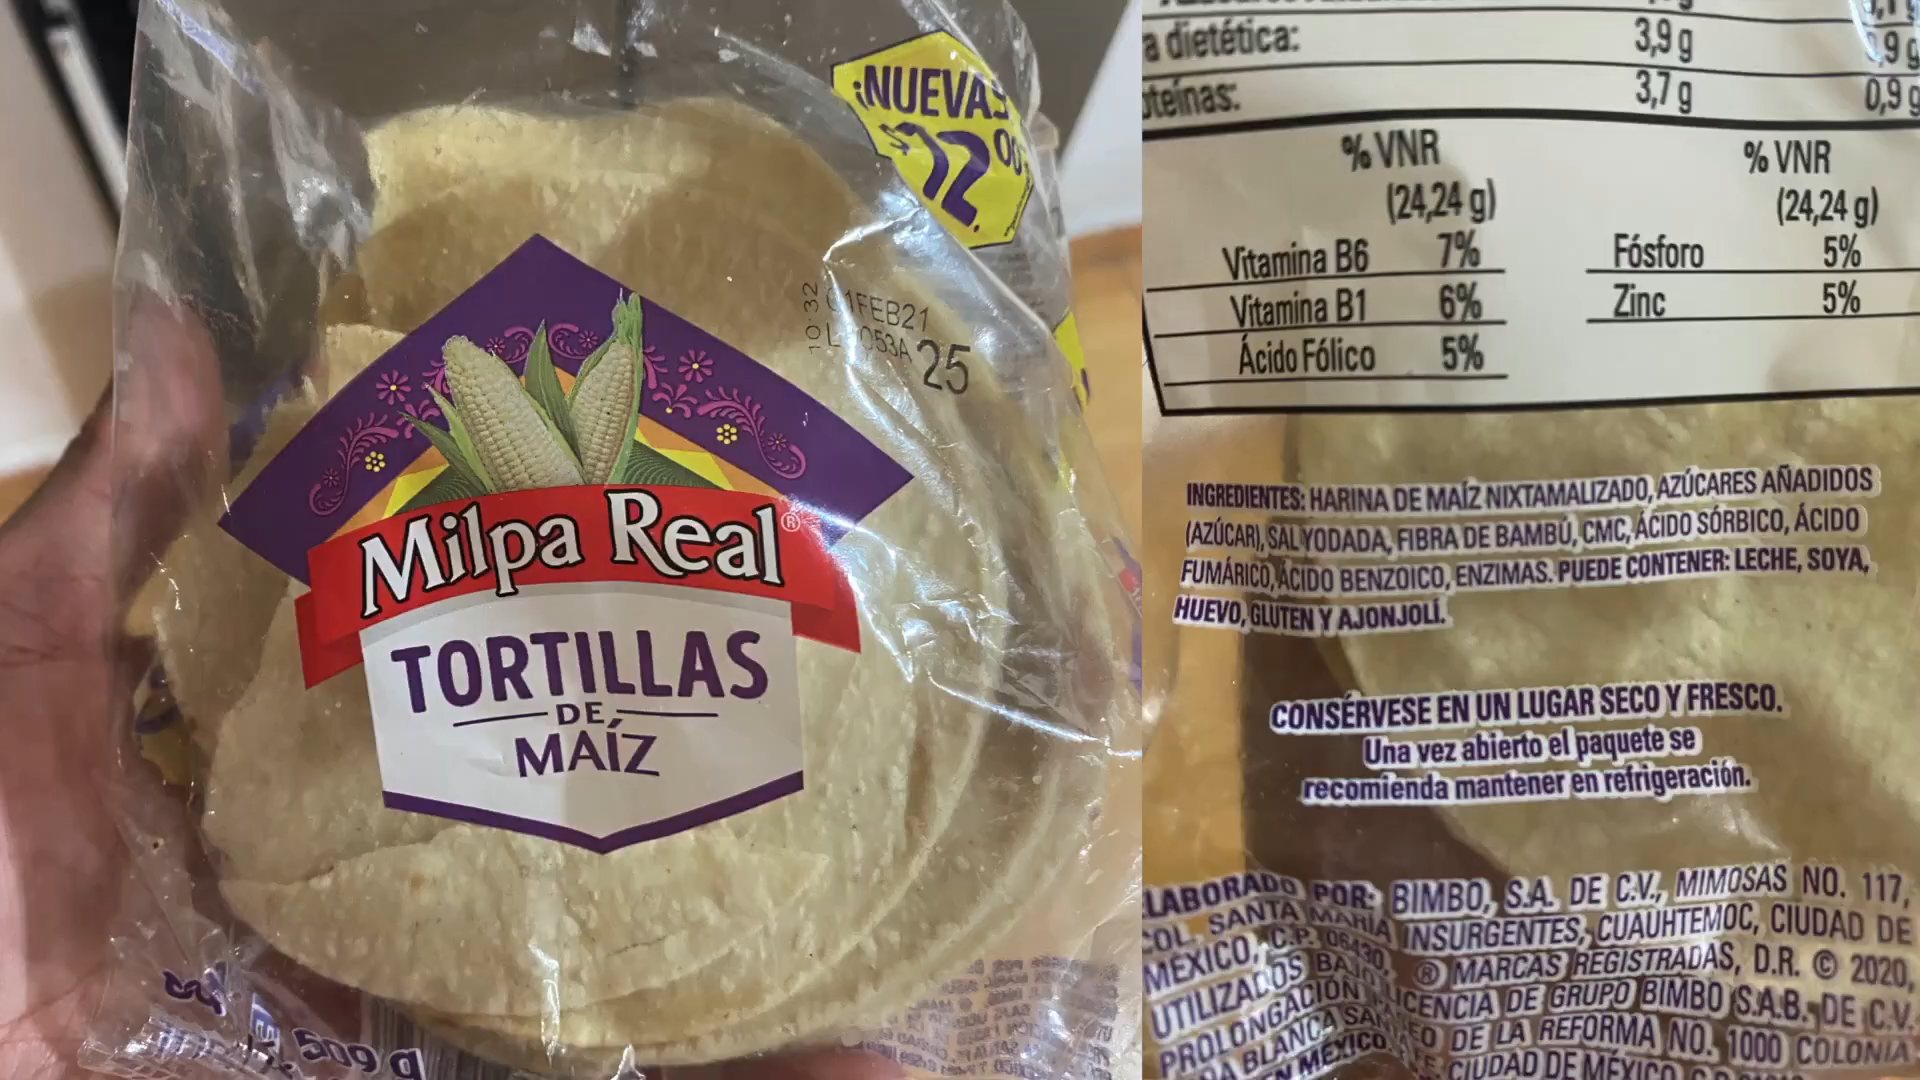 ¡NUEVAS
$12.00
10:32
01FEB21
053A
25
Milpa Real®
TORTILLAS
DE
MAÍZ
509 g
a dietética: 3,9 g
teínas: 3,7 g 0,9 g
% VNR % VNR
(24,24 g) (24,24 g)
Vitamina B6 7% Fósforo 5%
Vitamina B1 6% Zinc 5%
Ácido Fólico 5%
INGREDIENTES: HARINA DE MAÍZ NIXTAMALIZADO, AZÚCARES AÑADIDOS
(AZÚCAR), SAL YODADA, FIBRA DE BAMBÚ, CMC, ÁCIDO SÓRBICO, ÁCIDO
FUMÁRICO, ÁCIDO BENZOICO, ENZIMAS. PUEDE CONTENER: LECHE, SOYA,
HUEVO, GLUTEN Y AJONJOLÍ.
CONSÉRVESE EN UN LUGAR SECO Y FRESCO.
Una vez abierto el paquete se
recomienda mantener en refrigeración.
LABORADO POR: BIMBO, S.A. DE C.V., MIMOSAS NO. 117,
COL. SANTA MARÍA INSURGENTES, CUAUHTEMOC, CIUDAD DE
MÉXICO, C.P. 06430. ® MARCAS REGISTRADAS, D.R. © 2020,
UTILIZADOS BAJO LICENCIA DE GRUPO BIMBO S.A.B. DE C.V.
PROLONGACIÓN DE LA REFORMA NO. 1000 COLONIA
BLANCA CIUDAD DE MÉXICO
EN MÉXICO